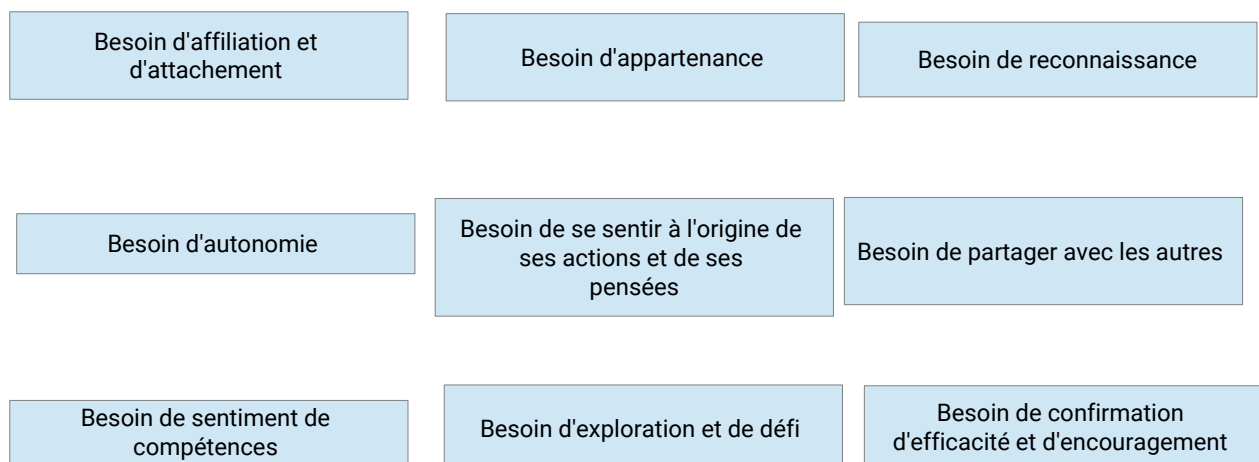 Besoin d'affiliation et
d'attachement
Besoin d'appartenance
Besoin de reconnaissance
Besoin d'autonomie
Besoin de se sentir à l'origine de
ses actions et de ses
pensées
Besoin de partager avec les autres
Besoin de sentiment de
compétences
Besoin d'exploration et de défi
Besoin de confirmation
d'efficacité et d'encouragement